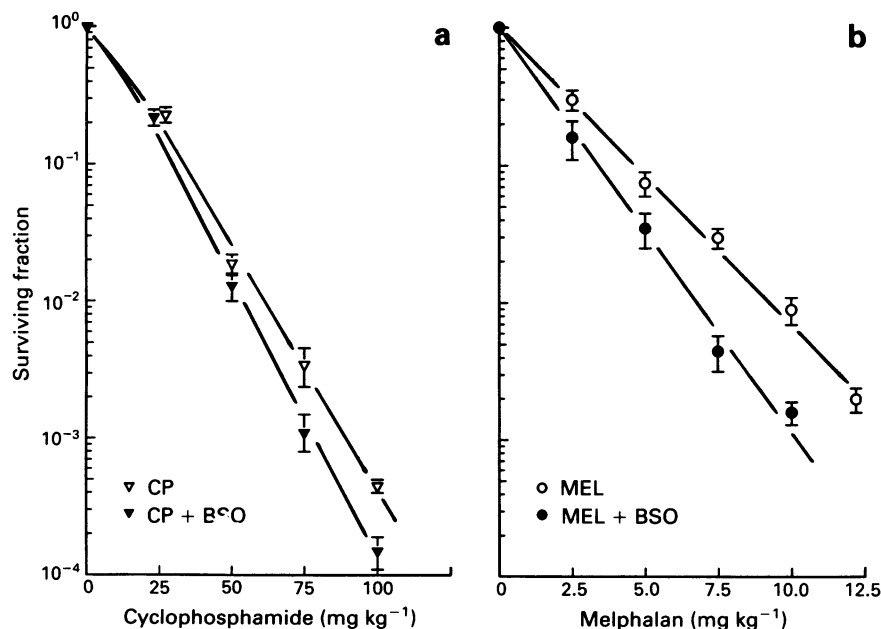 a
b
Surviving fraction
10⁰
10⁻¹
10⁻²
10⁻³
10⁻⁴
CP
CP + BSO
0 25 50 75 100
Cyclophosphamide (mg kg⁻¹)
MEL
MEL + BSO
0 2.5 5.0 7.5 10.0 12.5
Melphalan (mg kg⁻¹)